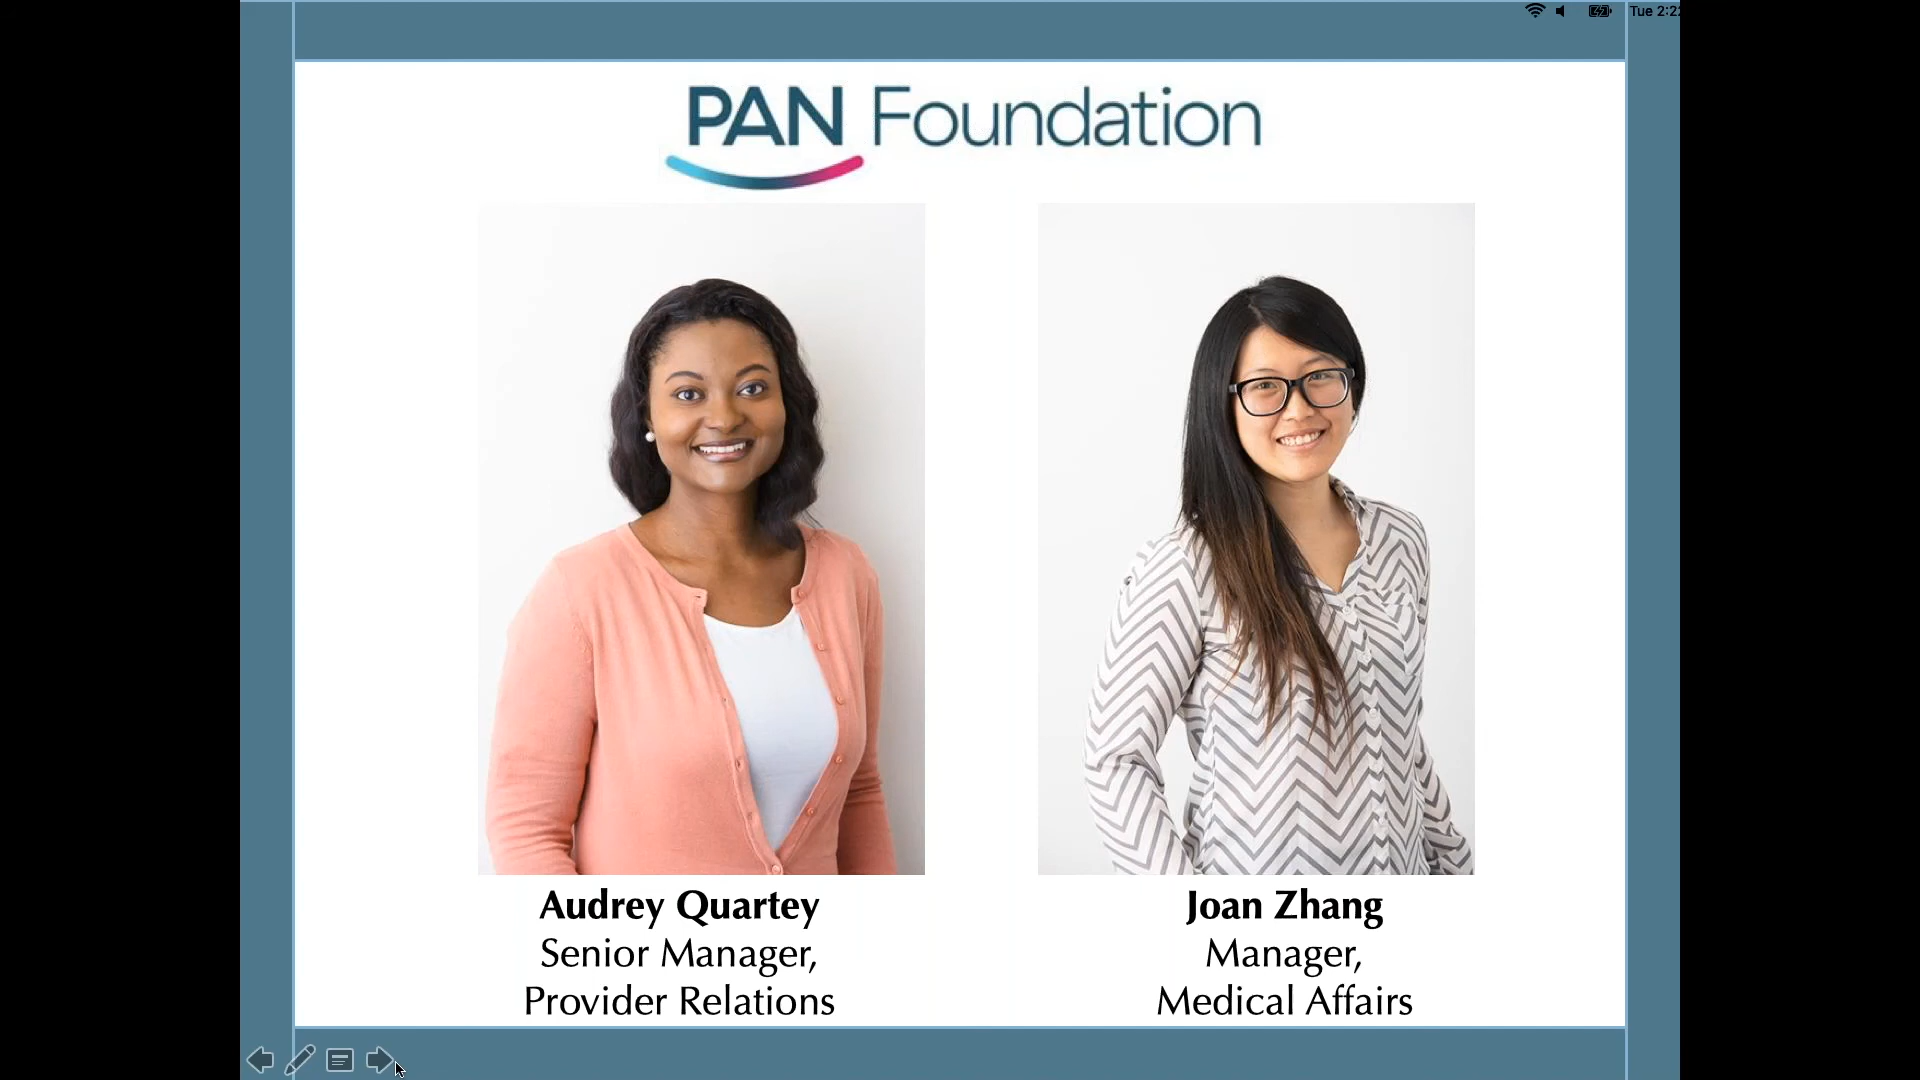 Tue 2:2
PAN Foundation
Audrey Quartey
Senior Manager,
Provider Relations
Joan Zhang
Manager,
Medical Affairs